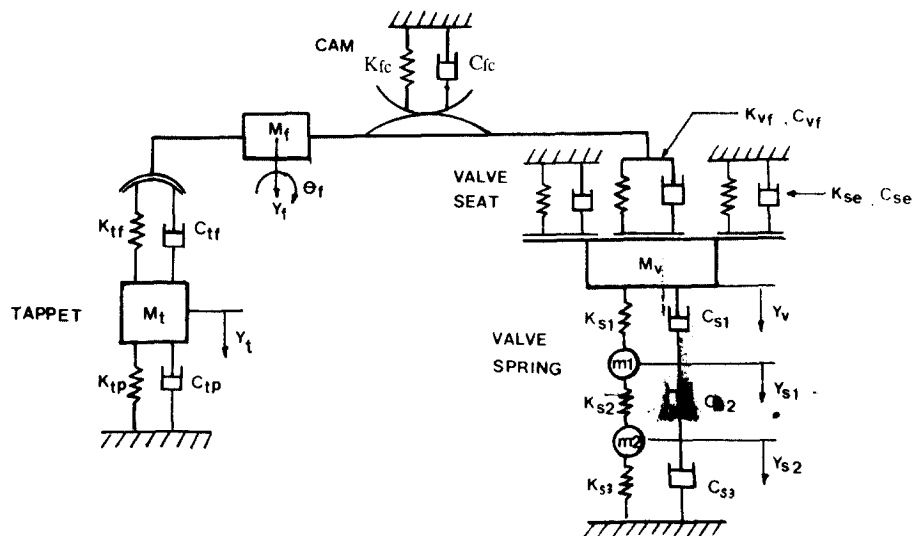 CAM
Kfc
Cfc
Mf
θf
Yf
Kvf , Cvf
VALVE
SEAT
Kse , Cse
Ktf
Ctf
Mv
TAPPET
Mt
Yt
Ks1
Cs1
Yv
VALVE
SPRING
m1
Ktp
Ctp
Ks2
Ys1
m2
Ys2
Ks3
Cs3